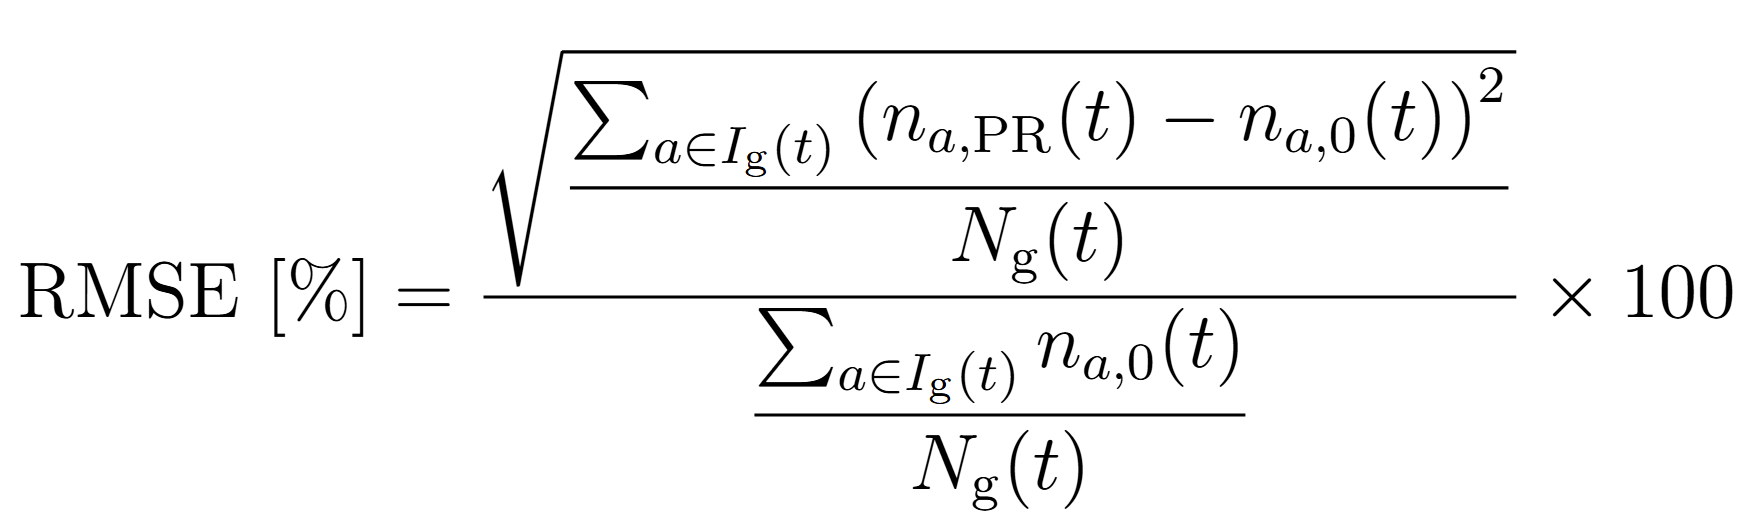 \mathrm{RMSE}\ [\%] = \frac{\sqrt{\frac{\sum_{a \in I_{\mathrm{g}}(t)} \left(n_{a,\mathrm{PR}}(t) - n_{a,0}(t)\right)^2}{N_{\mathrm{g}}(t)}}}{\frac{\sum_{a \in I_{\mathrm{g}}(t)} n_{a,0}(t)}{N_{\mathrm{g}}(t)}} \times 100